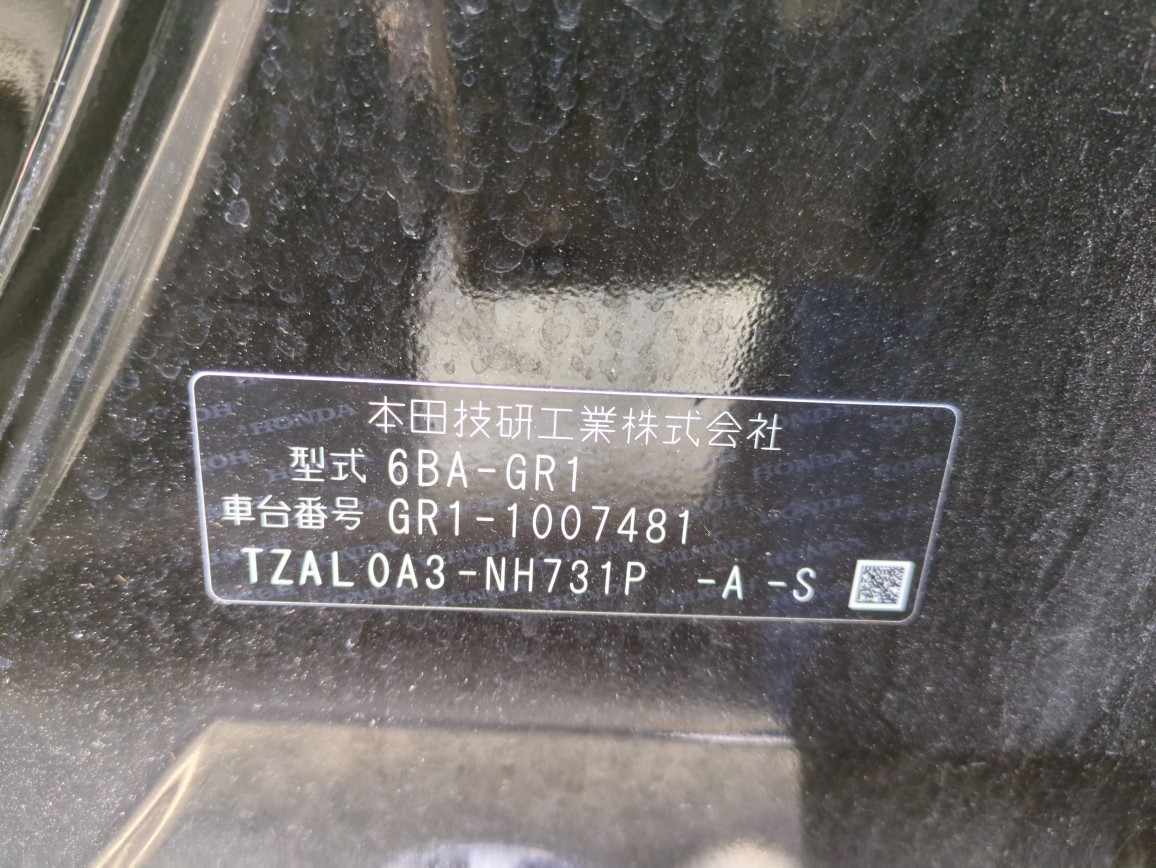 本田技研工業株式会社
型式 6BA-GR1
車台番号 GR1-1007481
TZAL0A3-NH731P -A -S
HONDA